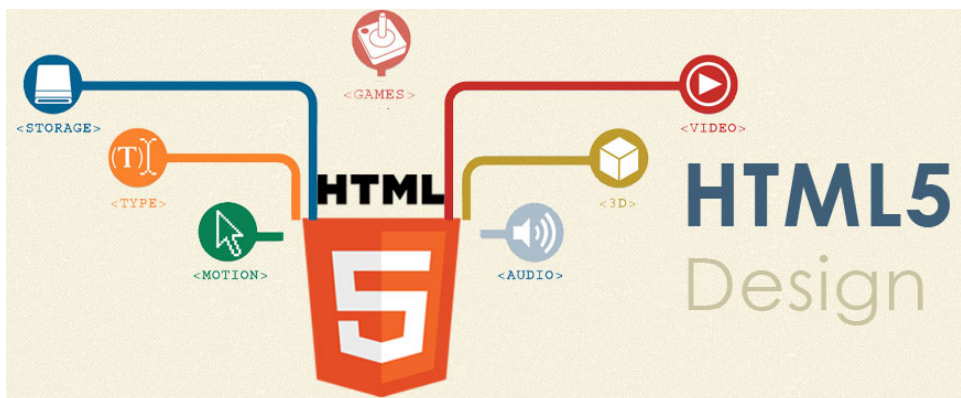 <GAMES>
<STORAGE>
<VIDEO>
(T)
<TYPE>
<3D>
HTML
5
<MOTION>
<AUDIO>
HTML5
Design